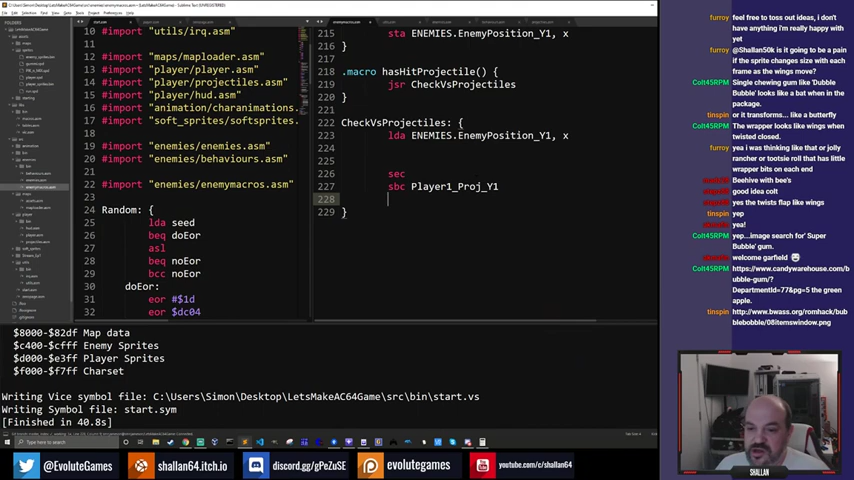 10 #import "utils/irq.asm"
12 #import "maps/maploader.asm"
13 #import "player/player.asm"
14 #import "player/projectiles.asm"
15 #import "player/hud.asm"
16 #import "animation/charanimations.
17 #import "soft_sprites/softsprites.
19 #import "enemies/enemies.asm"
20 #import "enemies/behaviours.asm"
22 #import "enemies/enemymacros.asm"
24 Random: {
25 lda seed
26 beq doEor
27 asl
28 beq noEor
29 bcc noEor
30 doEor:
31 eor #$1d
32 eor $dc04
215 sta ENEMIES.EnemyPosition_Y1, x
216 }
218 .macro hasHitProjectile() {
219 jsr CheckVsProjectiles
220 }
222 CheckVsProjectiles: {
223 lda ENEMIES.EnemyPosition_Y1, x
226 sec
227 sbc Player1_Proj_Y1
228
229 }
$8000-$82df Map data
$c400-$cfff Enemy Sprites
$d000-$e3ff Player Sprites
$f000-$f7ff Charset
Writing Vice symbol file: C:\Users\Simon\Desktop\LetsMakeAC64Game\src\bin\start.vs
Writing Symbol file: start.sym
[Finished in 40.8s]
furroy feel free to toss out ideas, i don't
have anything i'm really happy with
yet
furroy @Shallan50k is it going to be a pain
if the sprite changes size with each
frame as the wings move?
Colt45RPM Single chewing gum like 'Dubble
Bubble' looks like a bat when in the
package.
tinspin or it transforms... like a butterfly
Colt45RPM The wrapper looks like wings when
twisted closed.
furroy yea i was thinking like that or jolly
rancher or tootsie roll that has little
wrapper bits on each end
Beehive with bee's
good idea colt
yes the twists flap like wings
tinspin yep
yea!
Colt45RPM yep...image search for 'Super
Bubble' gum.
welcome garfield
Colt45RPM https://www.candywarehouse.com/b
ubble-gum/?
DepartmentId=77&pg=5 the green
apple.
tinspin http://www.bwass.org/romhack/bu
bblebobble/08itemswindow.png
Type here to search
@EvoluteGames
shallan64.itch.io
discord.gg/gPeZuSE
evolutegames
youtube.com/c/shallan64
SHALLAN